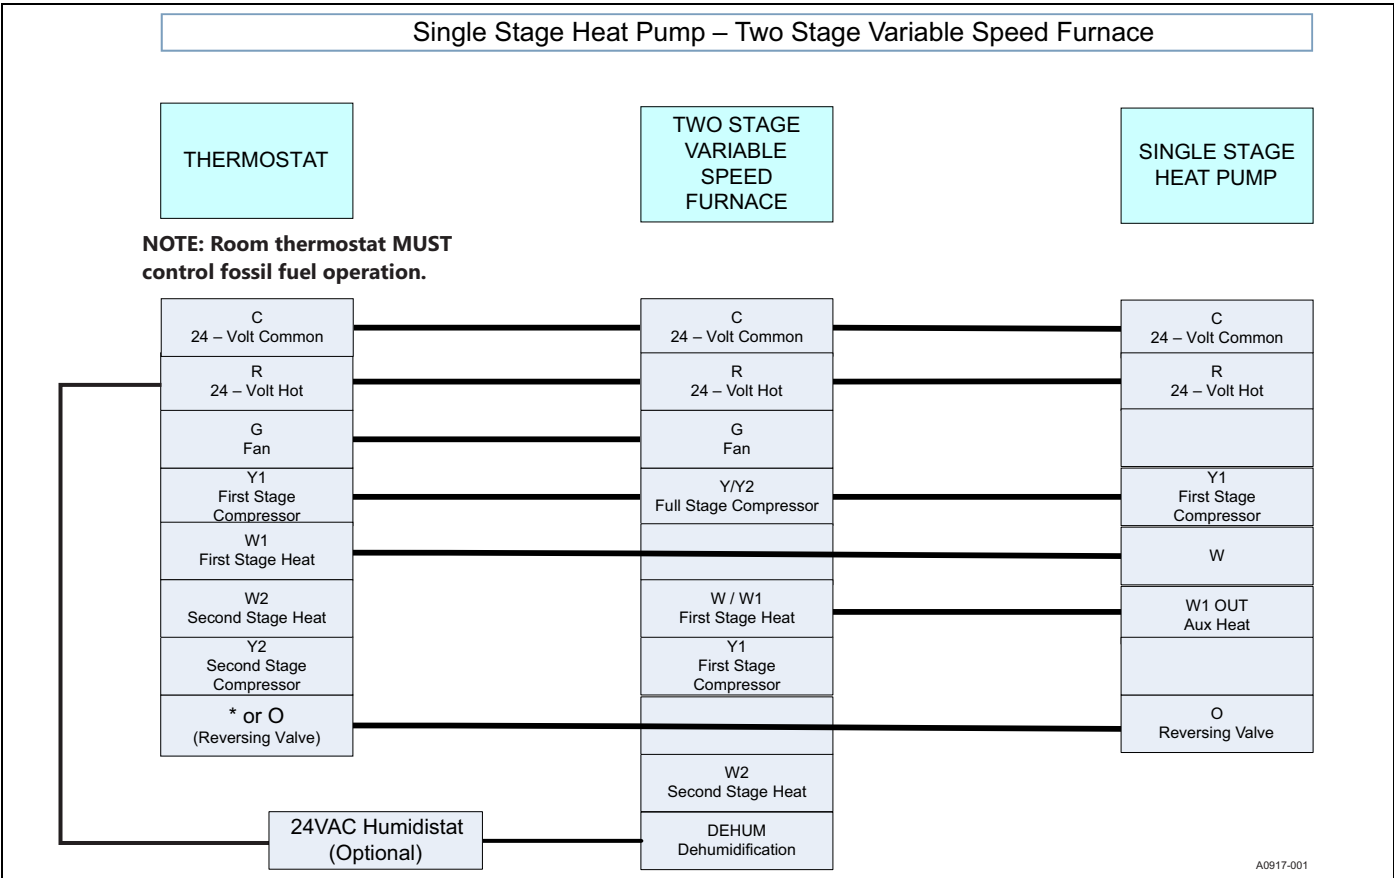 Single Stage Heat Pump – Two Stage Variable Speed Furnace
THERMOSTAT
TWO STAGE
VARIABLE
SPEED
FURNACE
SINGLE STAGE
HEAT PUMP
NOTE: Room thermostat MUST
control fossil fuel operation.
C
24 – Volt Common
C
24 – Volt Common
C
24 – Volt Common
R
24 – Volt Hot
R
24 – Volt Hot
R
24 – Volt Hot
G
Fan
G
Fan
Y1
First Stage
Compressor
Y/Y2
Full Stage Compressor
Y1
First Stage
Compressor
W1
First Stage Heat
W
W2
Second Stage Heat
W / W1
First Stage Heat
W1 OUT
Aux Heat
Y2
Second Stage
Compressor
Y1
First Stage
Compressor
* or O
(Reversing Valve)
O
Reversing Valve
W2
Second Stage Heat
24VAC Humidistat
(Optional)
DEHUM
Dehumidification
A0917-001